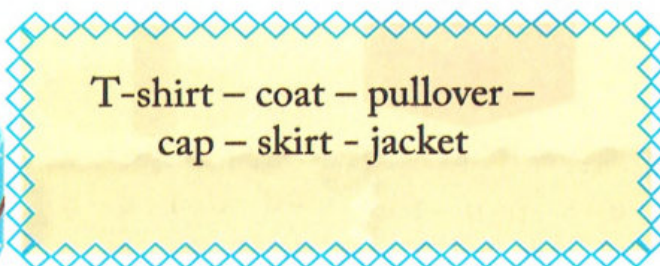 T-shirt – coat – pullover –
cap – skirt - jacket